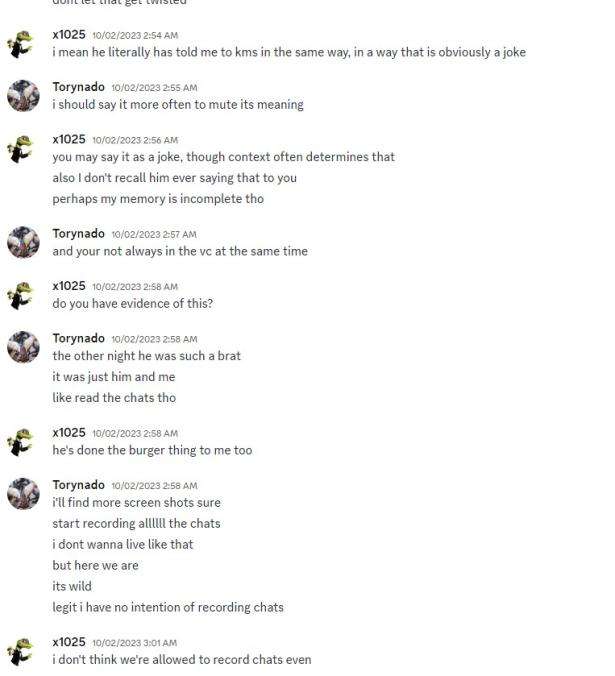 dont let that get twisted
x1025 10/02/2023 2:54 AM
i mean he literally has told me to kms in the same way, in a way that is obviously a joke
Torynado 10/02/2023 2:55 AM
i should say it more often to mute its meaning
x1025 10/02/2023 2:56 AM
you may say it as a joke, though context often determines that
also I don't recall him ever saying that to you
perhaps my memory is incomplete tho
Torynado 10/02/2023 2:57 AM
and your not always in the vc at the same time
x1025 10/02/2023 2:58 AM
do you have evidence of this?
Torynado 10/02/2023 2:58 AM
the other night he was such a brat
it was just him and me
like read the chats tho
x1025 10/02/2023 2:58 AM
he's done the burger thing to me too
Torynado 10/02/2023 2:58 AM
i'll find more screen shots sure
start recording allllll the chats
i dont wanna live like that
but here we are
its wild
legit i have no intention of recording chats
x1025 10/02/2023 3:01 AM
i don't think we're allowed to record chats even